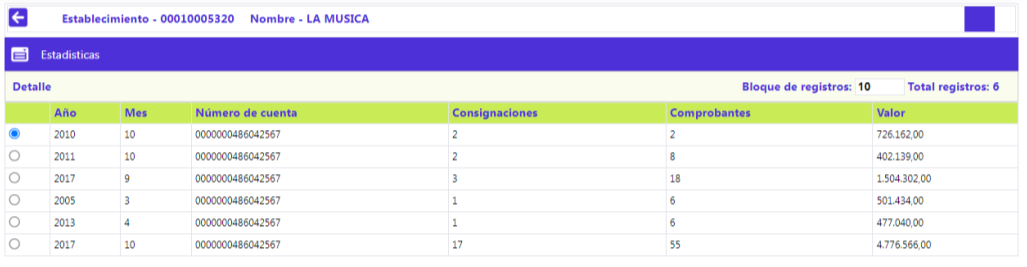 Establecimiento - 00010005320 Nombre - LA MUSICA
Estadisticas
Detalle Bloque de registros: 10 Total registros: 6
Año Mes Número de cuenta Consignaciones Comprobantes Valor
2010 10 0000000486042567 2 2 726.162,00
2011 10 0000000486042567 2 8 402.139,00
2017 9 0000000486042567 3 18 1.504.302,00
2005 3 0000000486042567 1 6 501.434,00
2013 4 0000000486042567 1 6 477.040,00
2017 10 0000000486042567 17 55 4.776.566,00